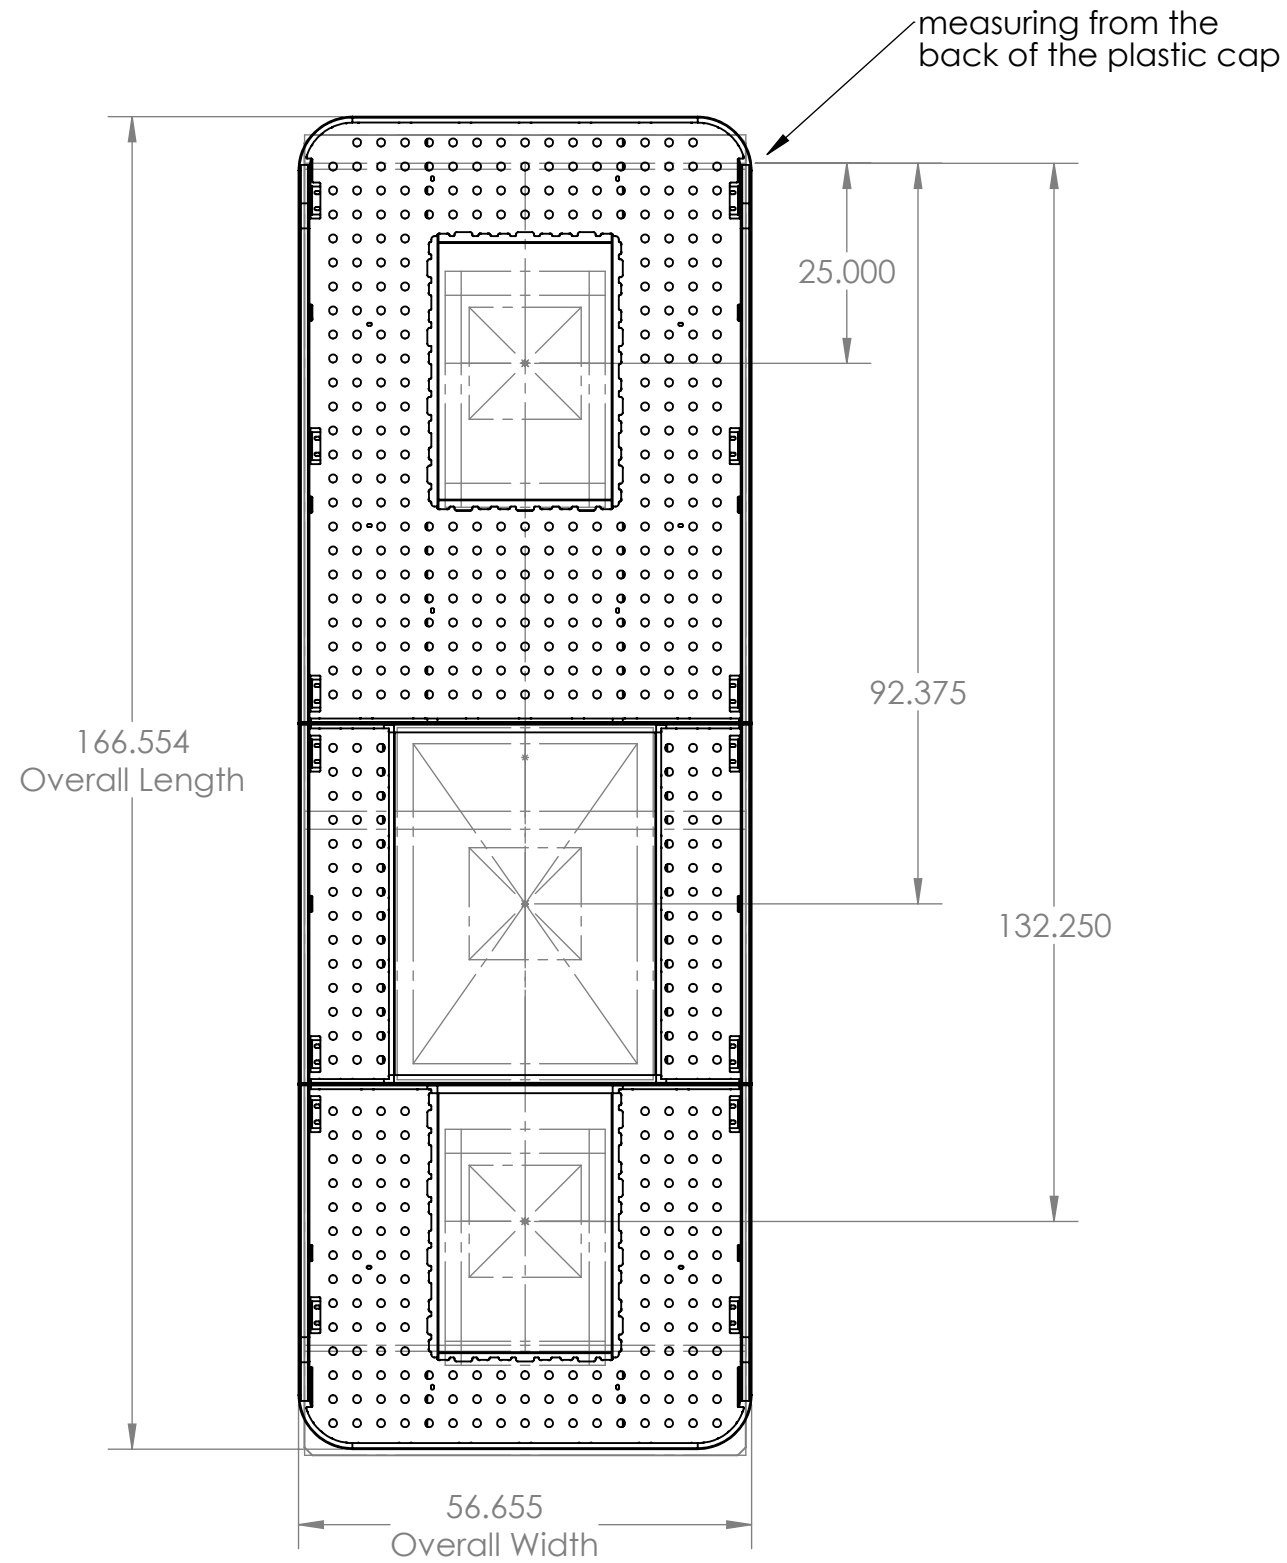 measuring from the
back of the plastic cap
25.000
92.375
166.554
Overall Length
132.250
56.655
Overall Width